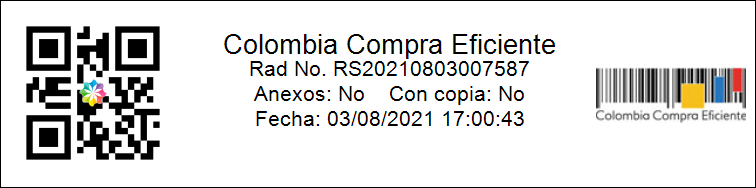 Colombia Compra Eficiente
Rad No. RS20210803007587
Anexos: No    Con copia: No
Fecha: 03/08/2021 17:00:43
Colombia Compra Eficiente